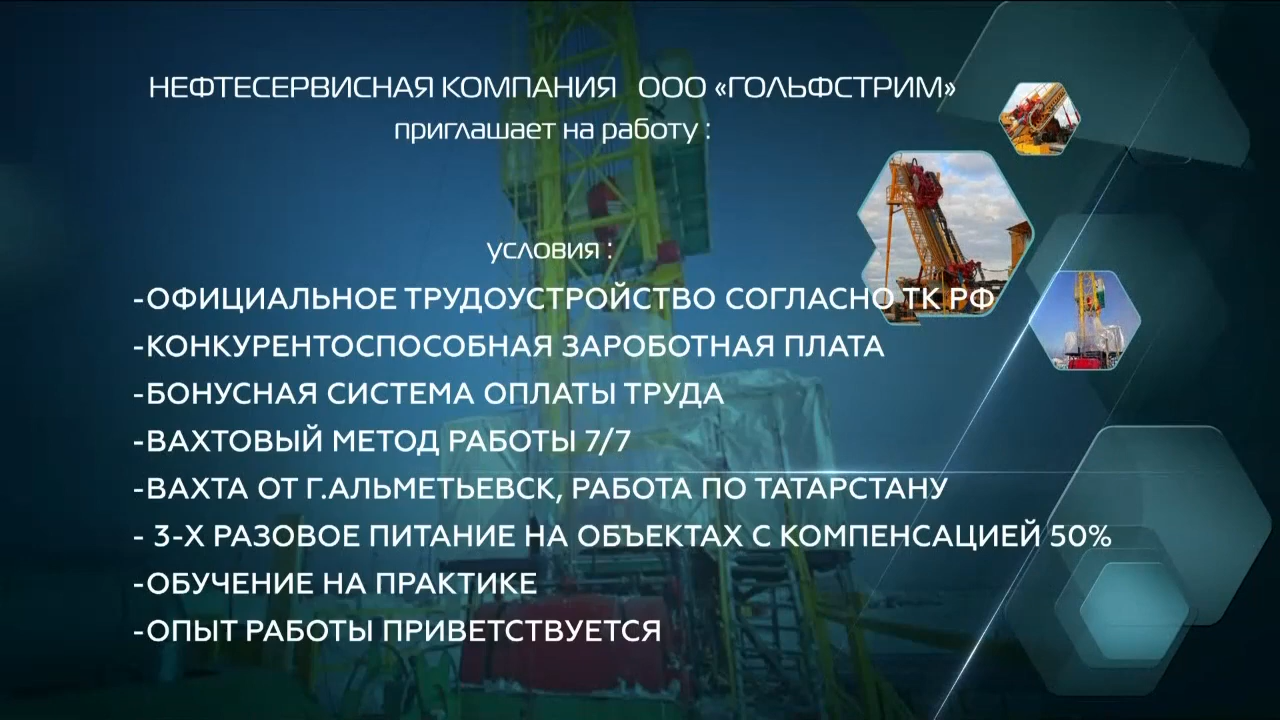 НЕФТЕСЕРВИСНАЯ КОМПАНИЯ ООО «ГОЛЬФСТРИМ»
приглашает на работу :
условия :
-ОФИЦИАЛЬНОЕ ТРУДОУСТРОЙСТВО СОГЛАСНО ТК РФ
-КОНКУРЕНТОСПОСОБНАЯ ЗАРОБОТНАЯ ПЛАТА
-БОНУСНАЯ СИСТЕМА ОПЛАТЫ ТРУДА
-ВАХТОВЫЙ МЕТОД РАБОТЫ 7/7
-ВАХТА ОТ Г.АЛЬМЕТЬЕВСК, РАБОТА ПО ТАТАРСТАНУ
- 3-Х РАЗОВОЕ ПИТАНИЕ НА ОБЪЕКТАХ С КОМПЕНСАЦИЕЙ 50%
-ОБУЧЕНИЕ НА ПРАКТИКЕ
-ОПЫТ РАБОТЫ ПРИВЕТСТВУЕТСЯ